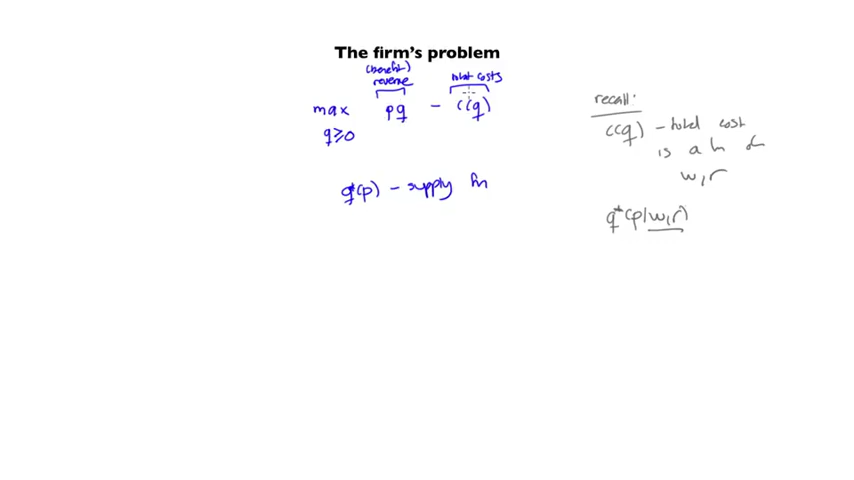 The firm's problem
(benefit)
revenue
total costs
max pq - c(q)
q≥0
q*(p) - supply fn
recall:
c(q) - total cost
is a fn of
w,r
q*(p,w,r)